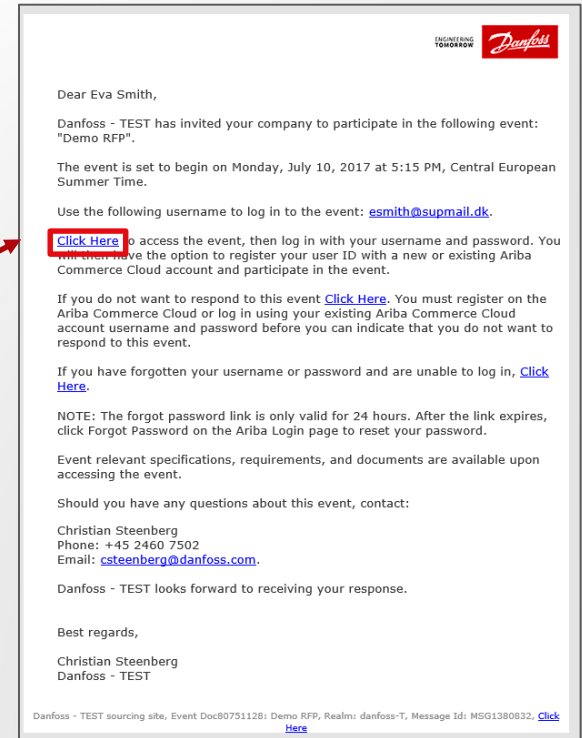 ENGINEERING
TOMORROW
Danfoss
Dear Eva Smith,
Danfoss - TEST has invited your company to participate in the following event:
"Demo RFP".
The event is set to begin on Monday, July 10, 2017 at 5:15 PM, Central European
Summer Time.
Use the following username to log in to the event: esmith@supmail.dk.
Click Here to access the event, then log in with your username and password. You
will then have the option to register your user ID with a new or existing Ariba
Commerce Cloud account and participate in the event.
If you do not want to respond to this event Click Here. You must register on the
Ariba Commerce Cloud or log in using your existing Ariba Commerce Cloud
account username and password before you can indicate that you do not want to
respond to this event.
If you have forgotten your username or password and are unable to log in, Click
Here.
NOTE: The forgot password link is only valid for 24 hours. After the link expires,
click Forgot Password on the Ariba Login page to reset your password.
Event relevant specifications, requirements, and documents are available upon
accessing the event.
Should you have any questions about this event, contact:
Christian Steenberg
Phone: +45 2460 7502
Email: csteenberg@danfoss.com.
Danfoss - TEST looks forward to receiving your response.
Best regards,
Christian Steenberg
Danfoss - TEST
Danfoss - TEST sourcing site, Event Doc80751128: Demo RFP, Realm: danfoss-T, Message Id: MSG1380832, Click
Here